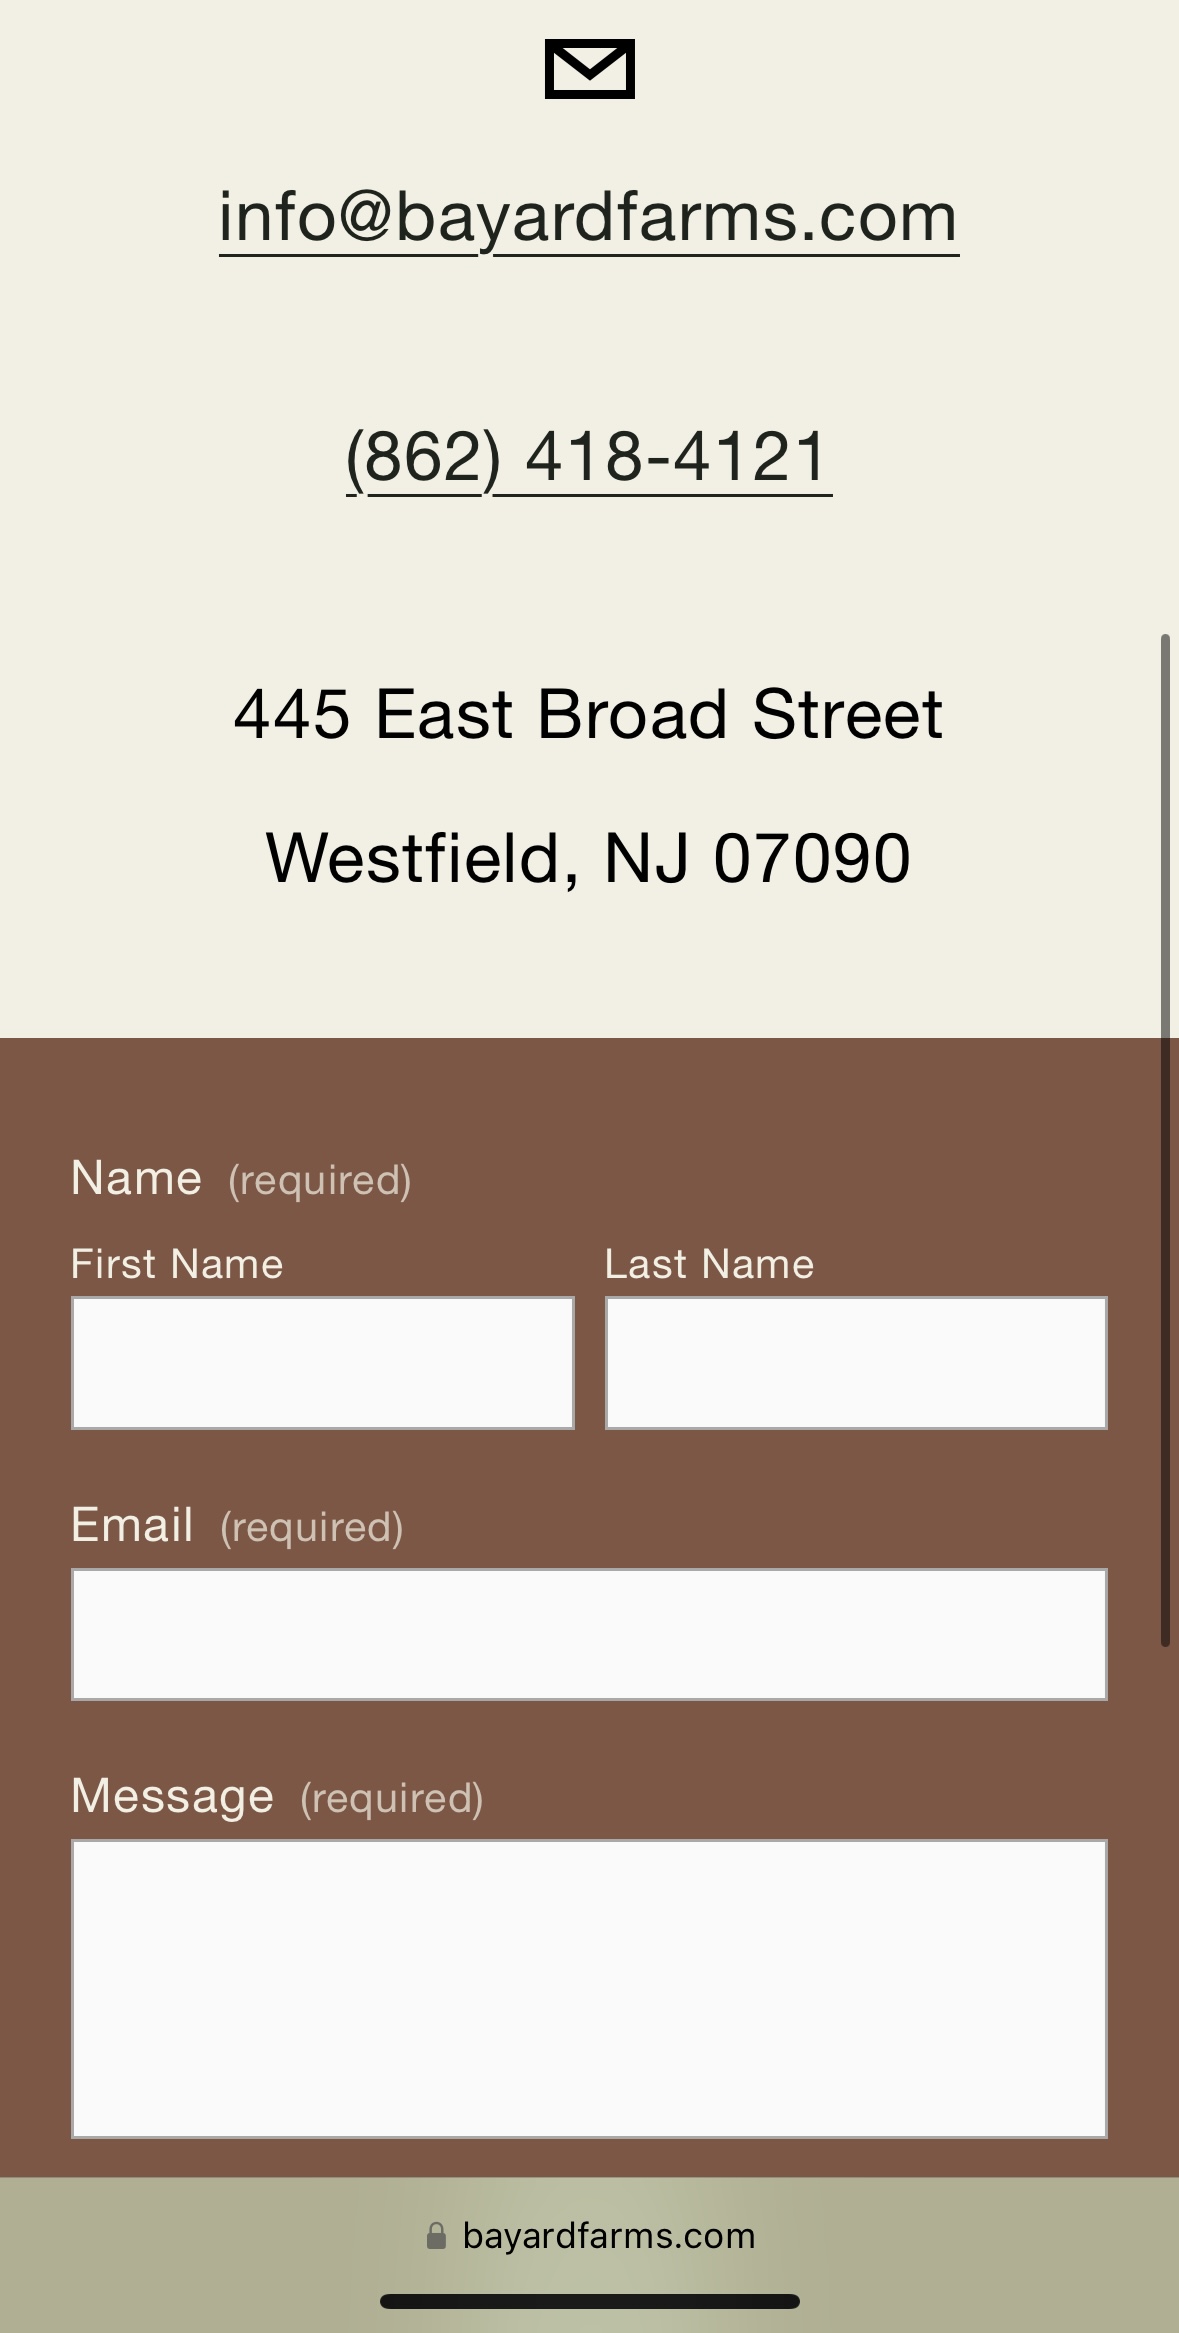 info@bayardfarms.com
(862) 418-4121
445 East Broad Street
Westfield, NJ 07090
Name (required)
First Name Last Name
Email (required)
Message (required)
bayardfarms.com